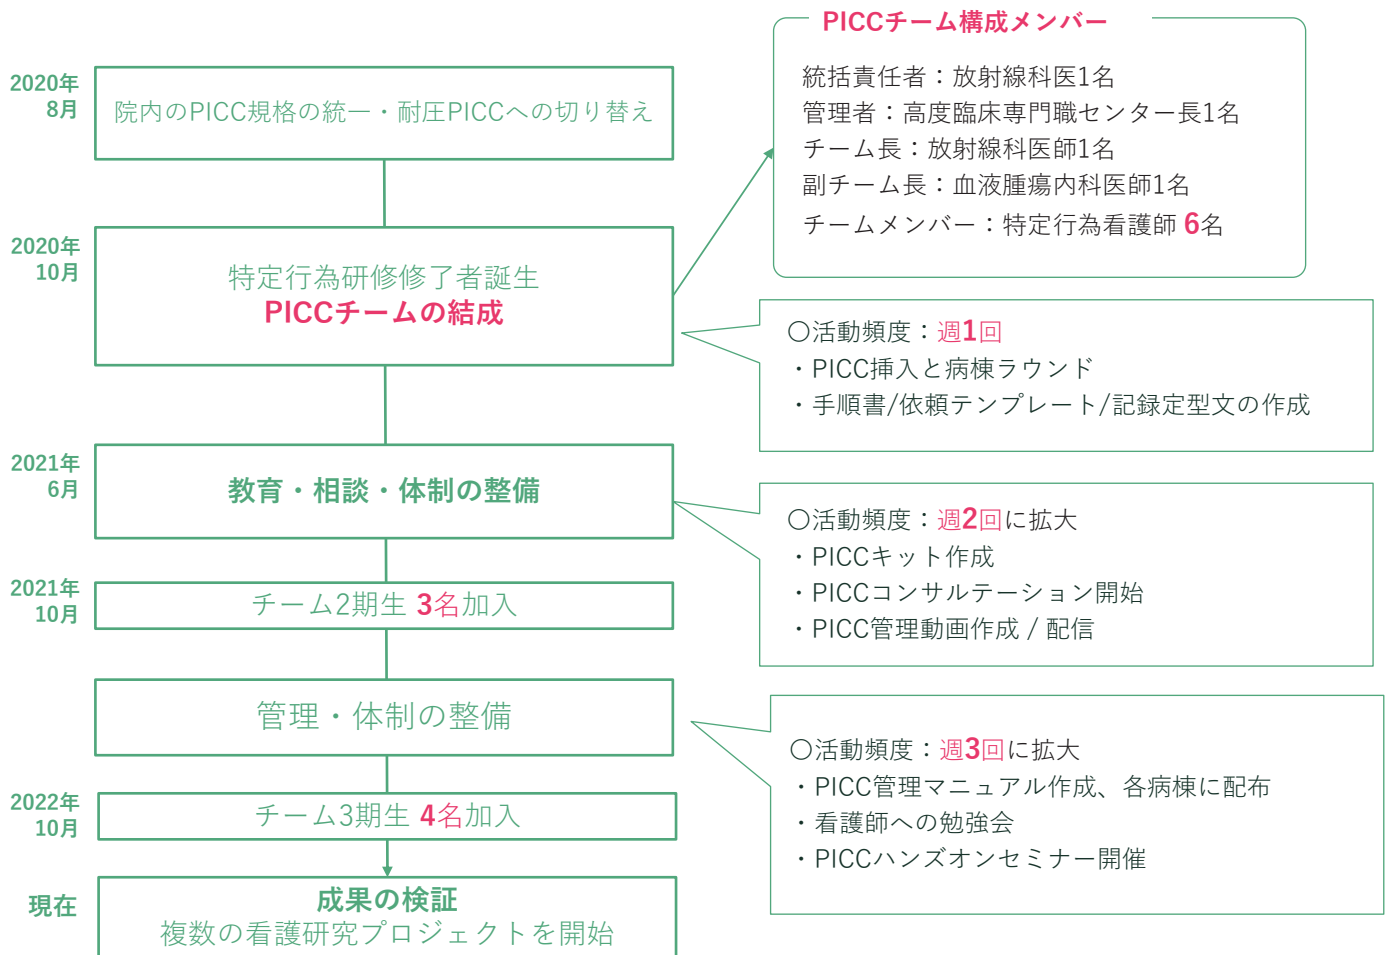 PICCチーム構成メンバー
統括責任者：放射線科医1名
管理者：高度臨床専門職センター長1名
チーム長：放射線科医師1名
副チーム長：血液腫瘍内科医師1名
チームメンバー：特定行為看護師 6名
2020年
8月
院内のPICC規格の統一・耐圧PICCへの切り替え
2020年
10月
特定行為研修修了者誕生
PICCチームの結成
〇活動頻度：週1回
・PICC挿入と病棟ラウンド
・手順書/依頼テンプレート/記録定型文の作成
2021年
6月
教育・相談・体制の整備
〇活動頻度：週2回に拡大
・PICCキット作成
・PICCコンサルテーション開始
・PICC管理動画作成 / 配信
2021年
10月
チーム2期生 3名加入
管理・体制の整備
〇活動頻度：週3回に拡大
・PICC管理マニュアル作成、各病棟に配布
・看護師への勉強会
・PICCハンズオンセミナー開催
2022年
10月
チーム3期生 4名加入
現在
成果の検証
複数の看護研究プロジェクトを開始